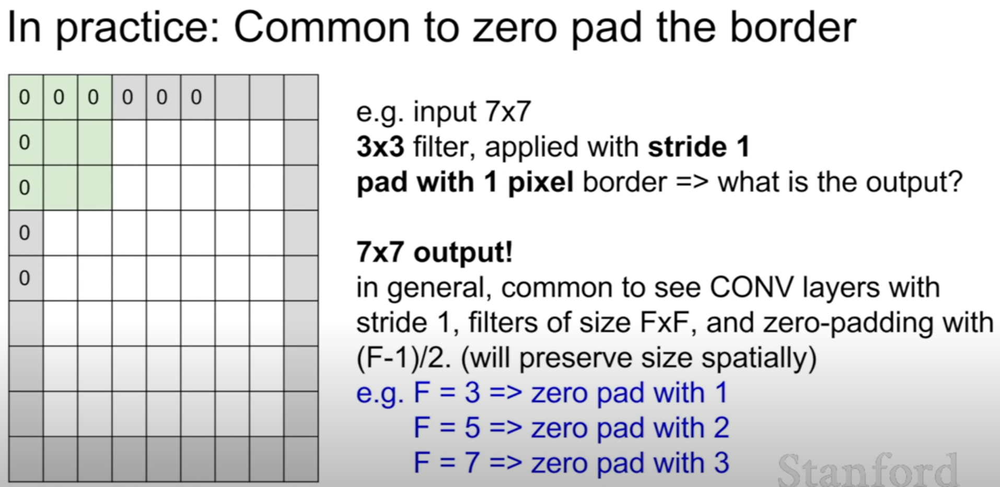 In practice: Common to zero pad the border
0 0 0 0 0 0
0
0
0
0
e.g. input 7x7
3x3 filter, applied with stride 1
pad with 1 pixel border => what is the output?
7x7 output!
in general, common to see CONV layers with
stride 1, filters of size FxF, and zero-padding with
(F-1)/2. (will preserve size spatially)
e.g. F = 3 => zero pad with 1
F = 5 => zero pad with 2
F = 7 => zero pad with 3
Stanford